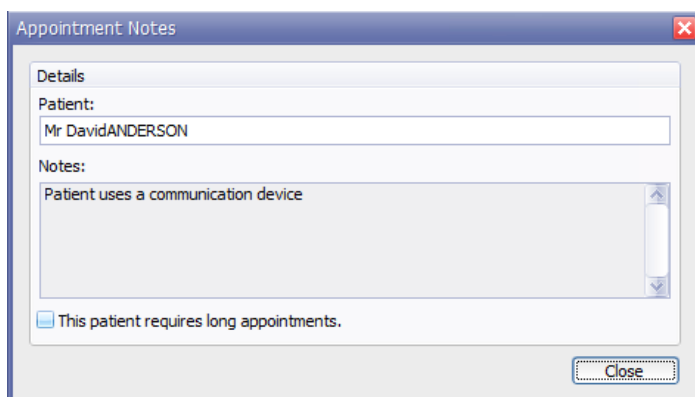 Appointment Notes
Details
Patient:
Mr DavidANDERSON
Notes:
Patient uses a communication device
This patient requires long appointments.
Close